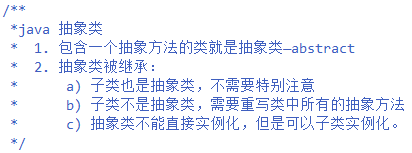 /**
*java 抽象类
* 1. 包含一个抽象方法的类就是抽象类—abstract
* 2. 抽象类被继承：
* a) 子类也是抽象类，不需要特别注意
* b) 子类不是抽象类，需要重写类中所有的抽象方法
* c) 抽象类不能直接实例化，但是可以子类实例化。
*/